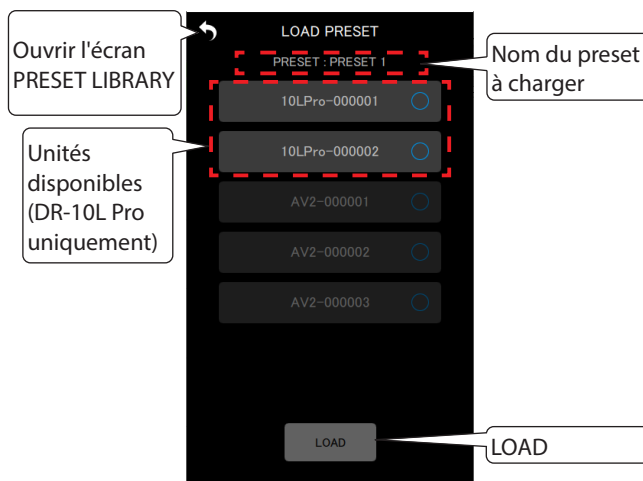 Ouvrir l'écran
PRESET LIBRARY
LOAD PRESET
PRESET : PRESET 1
Nom du preset
à charger
10LPro-000001
10LPro-000002
Unités
disponibles
(DR-10L Pro
uniquement)
AV2-000001
AV2-000002
AV2-000003
LOAD
LOAD